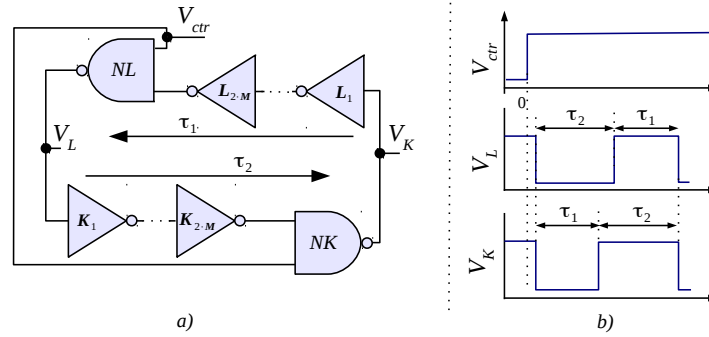 V_ctr
NL
L_2·M
L_1
τ_1
V_L
V_K
τ_2
K_1
K_2·M
NK
a)
V_ctr
0
τ_2
τ_1
V_L
τ_1
τ_2
V_K
b)